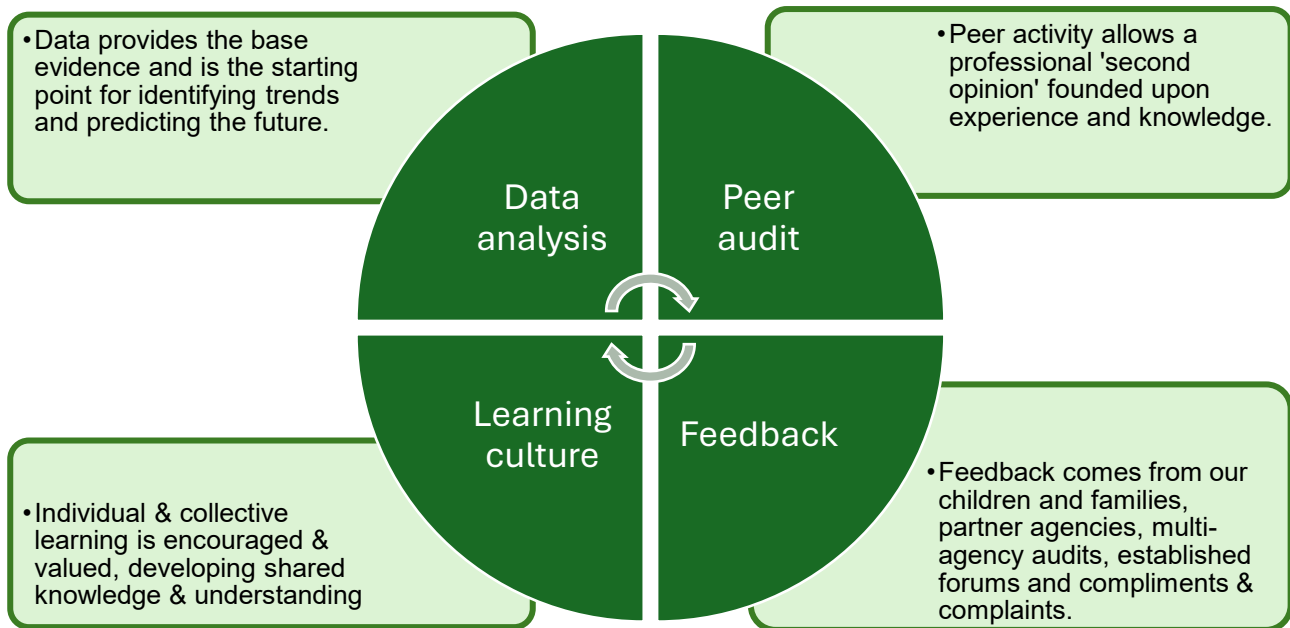 •Data provides the base
evidence and is the starting
point for identifying trends
and predicting the future.
•Peer activity allows a
professional 'second
opinion' founded upon
experience and knowledge.
Data
analysis
Peer
audit
Learning
culture
Feedback
•Individual & collective
learning is encouraged &
valued, developing shared
knowledge & understanding
•Feedback comes from our
children and families,
partner agencies, multi-
agency audits, established
forums and compliments &
complaints.